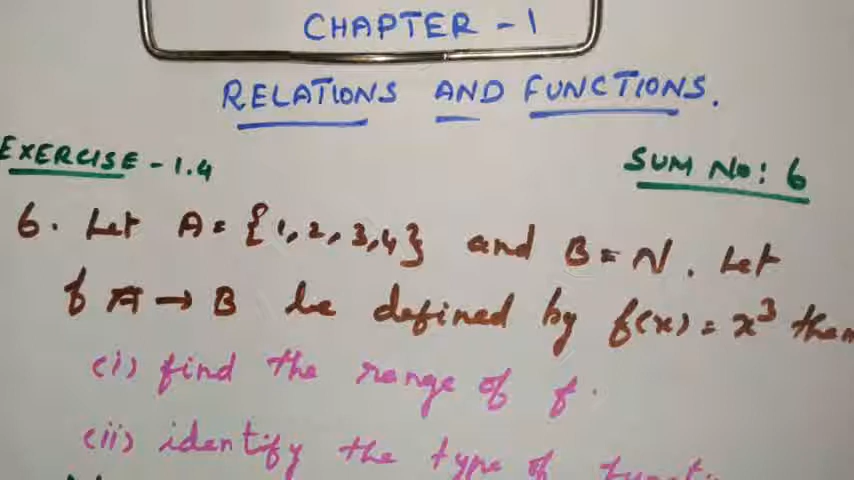 CHAPTER - 1
RELATIONS AND FUNCTIONS.
EXERCISE - 1.4
SUM No: 6
6. Let A = {1,2,3,4} and B = N. Let
f A → B be defined by f(x) = x³ then
(i) find the range of f.
(ii) identify the type of